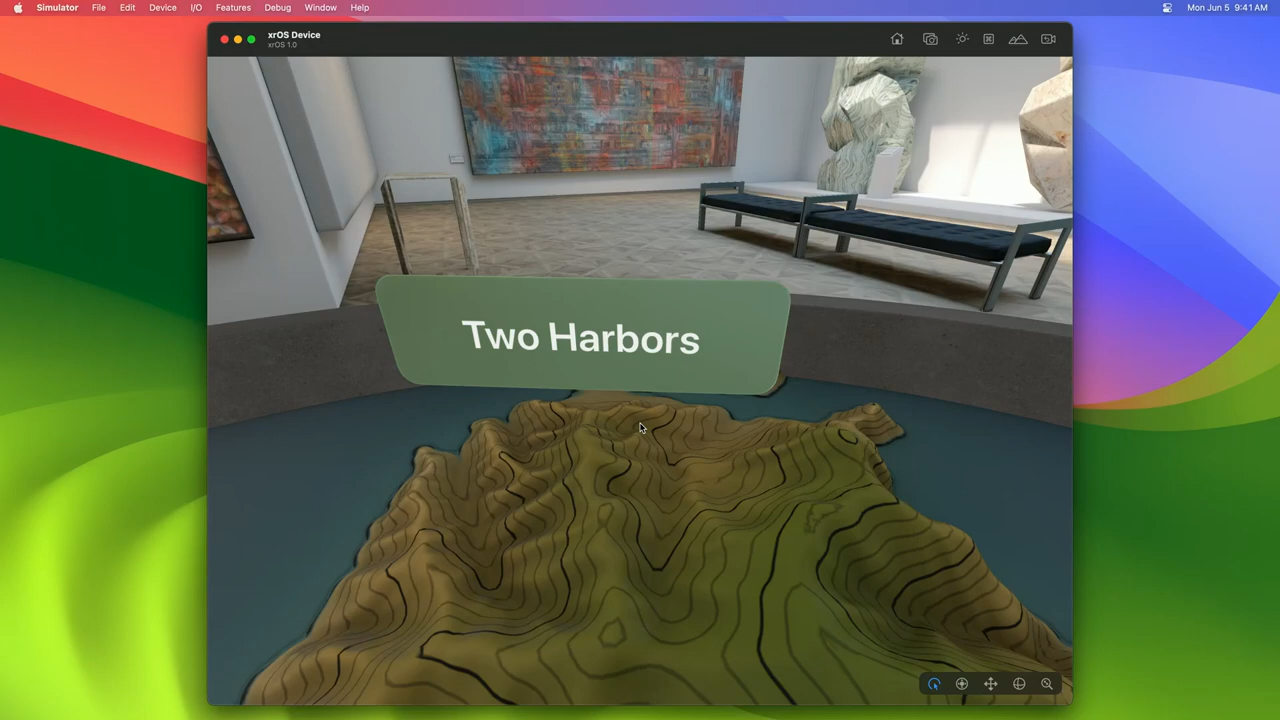 Simulator File Edit Device I/O Features Debug Window Help Mon Jun 5 9:41 AM
xrOS Device
xrOS 1.0
Two Harbors